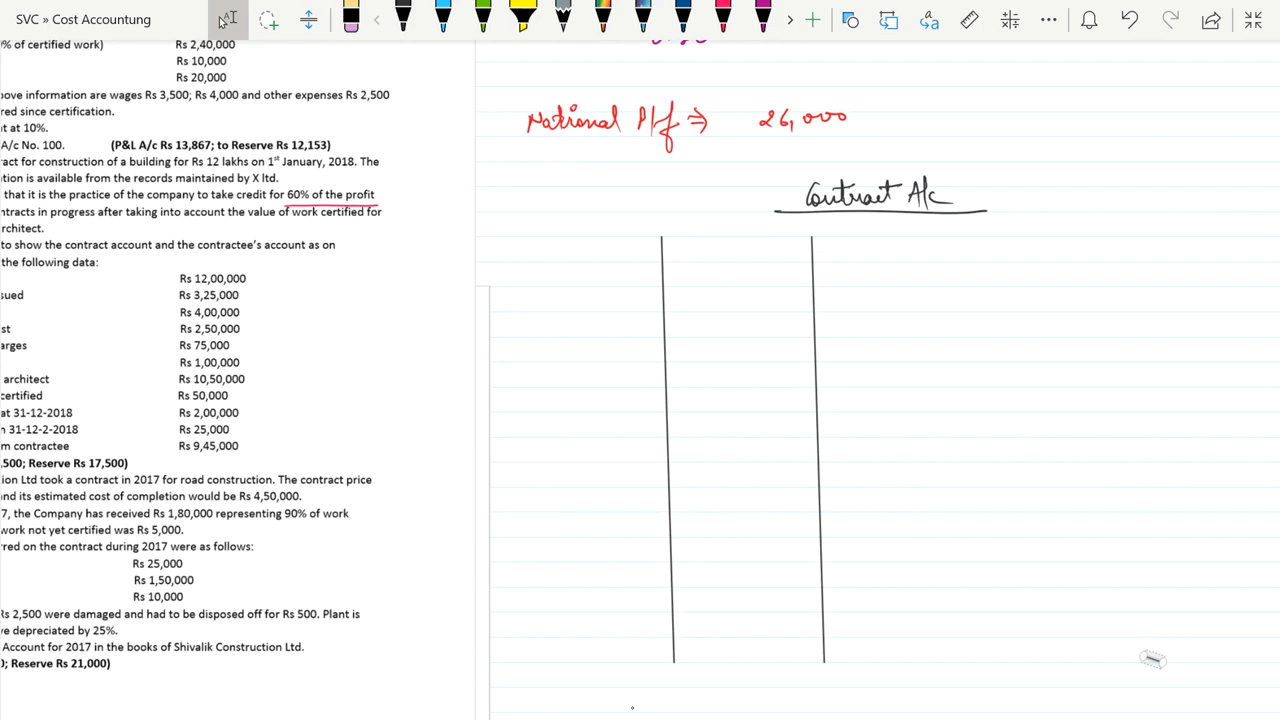 SVC » Cost Accountung
% of certified work) Rs 2,40,000
Rs 10,000
Rs 20,000
ove information are wages Rs 3,500; Rs 4,000 and other expenses Rs 2,500
red since certification.
t at 10%.
A/c No. 100. (P&L A/c Rs 13,867; to Reserve Rs 12,153)
act for construction of a building for Rs 12 lakhs on 1st January, 2018. The
tion is available from the records maintained by X ltd.
that it is the practice of the company to take credit for 60% of the profit
ntracts in progress after taking into account the value of work certified for
rchitect.
to show the contract account and the contractee's account as on
the following data:
Rs 12,00,000
sued Rs 3,25,000
Rs 4,00,000
st Rs 2,50,000
arges Rs 75,000
Rs 1,00,000
architect Rs 10,50,000
certified Rs 50,000
at 31-12-2018 Rs 2,00,000
n 31-12-2-2018 Rs 25,000
m contractee Rs 9,45,000
500; Reserve Rs 17,500)
ion Ltd took a contract in 2017 for road construction. The contract price
nd its estimated cost of completion would be Rs 4,50,000.
7, the Company has received Rs 1,80,000 representing 90% of work
work not yet certified was Rs 5,000.
rred on the contract during 2017 were as follows:
Rs 25,000
Rs 1,50,000
Rs 10,000
Rs 2,500 were damaged and had to be disposed off for Rs 500. Plant is
ve depreciated by 25%.
Account for 2017 in the books of Shivalik Construction Ltd.
0; Reserve Rs 21,000)
Notional P/f ⇒ 26,000
Contract A/c